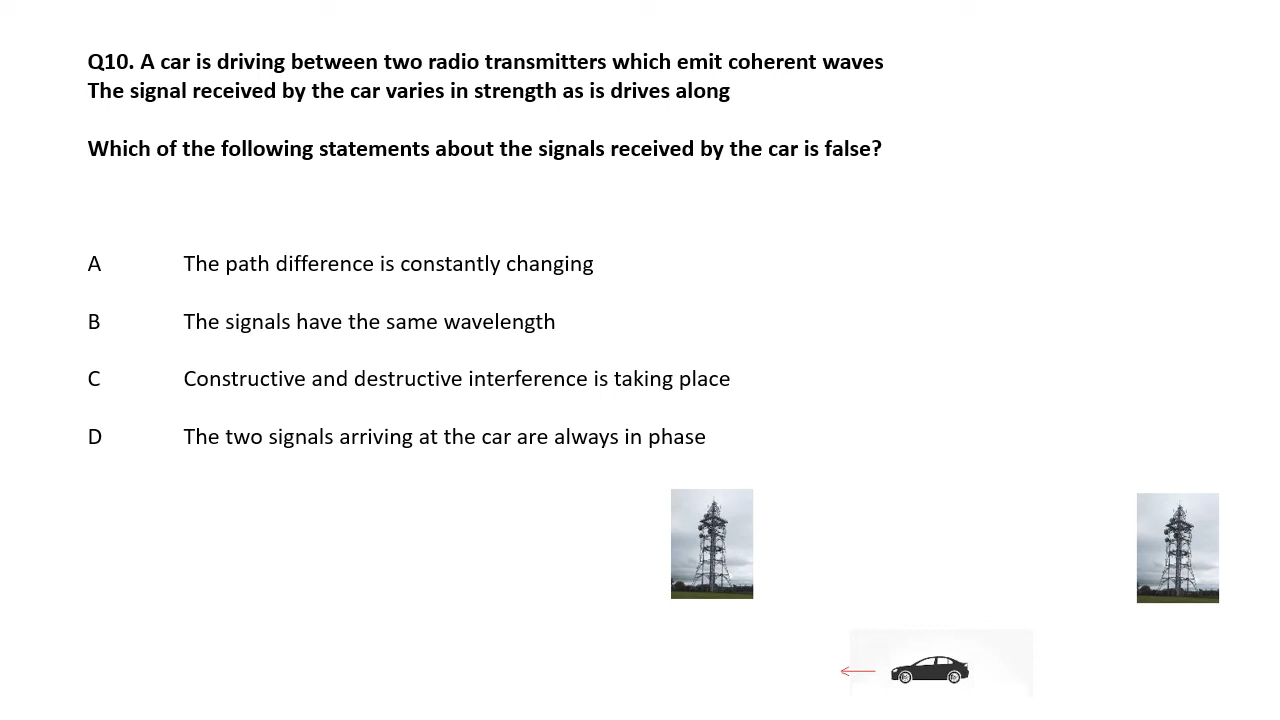 Q10. A car is driving between two radio transmitters which emit coherent waves
The signal received by the car varies in strength as is drives along
Which of the following statements about the signals received by the car is false?
A The path difference is constantly changing
B The signals have the same wavelength
C Constructive and destructive interference is taking place
D The two signals arriving at the car are always in phase